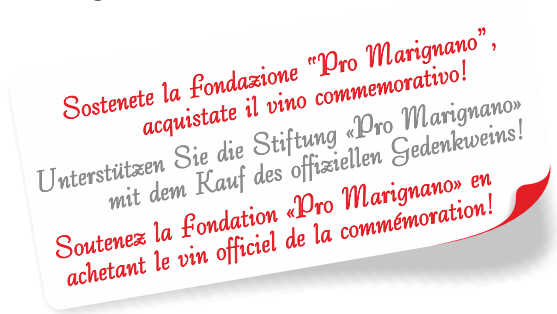 Sostenete la Fondazione “Pro Marignano”,
acquistate il vino commemorativo!
Unterstützen Sie die Stiftung «Pro Marignano»
mit dem Kauf des offiziellen Gedenkweins!
Soutenez la Fondation «Pro Marignano» en
achetant le vin officiel de la commémoration!